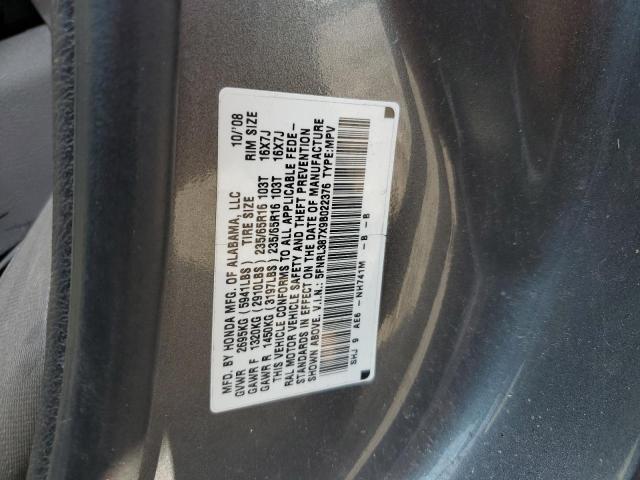 MFD. BY HONDA MFG. OF ALABAMA, LLC 10/'08
GVWR 2695KG (5941LBS) TIRE SIZE RIM SIZE
GAWR F 1320KG (2910LBS) 235/65R16 103T 16X7J
GAWR R 1450KG (3197LBS) 235/65R16 103T 16X7J
THIS VEHICLE CONFORMS TO ALL APPLICABLE FEDE-
RAL MOTOR VEHICLE SAFETY AND THEFT PREVENTION
STANDARDS IN EFFECT ON THE DATE OF MANUFACTURE
SHOWN ABOVE. V.I.N.: 5FNRL387X9B022376 TYPE:MPV
SHJ 9 AE6 - NH741M - B - B